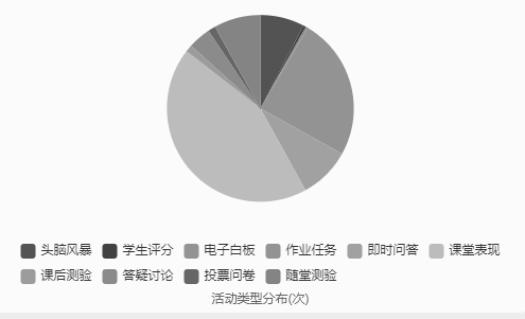 头脑风暴 学生评分 电子白板 作业任务 即时问答 课堂表现
课后测验 答疑讨论 投票问卷 随堂测验
活动类型分布(次)